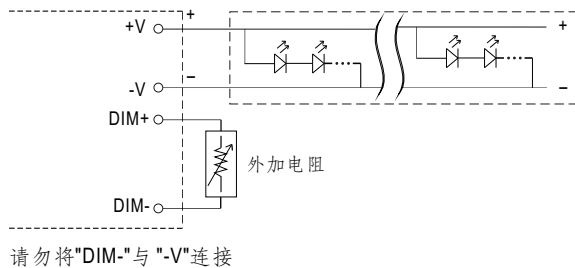 +V
+
+
-V
−
−
DIM+
外加电阻
DIM-
请勿将"DIM-"与 "-V"连接